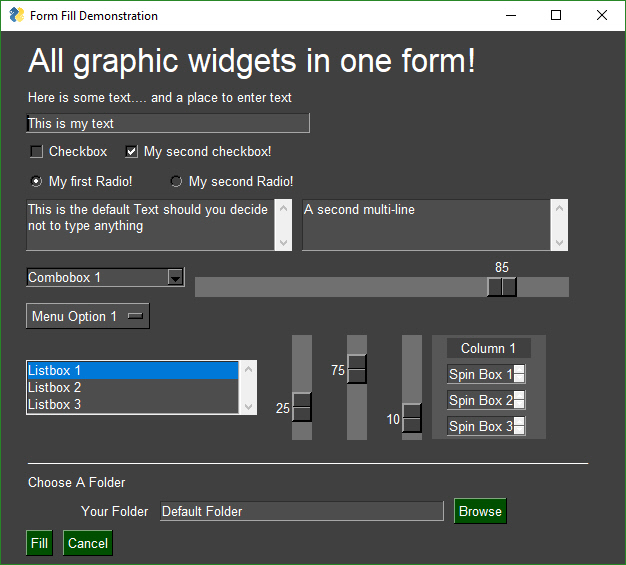 Form Fill Demonstration
All graphic widgets in one form!
Here is some text.... and a place to enter text
This is my text
Checkbox My second checkbox!
My first Radio! My second Radio!
This is the default Text should you decide
not to type anything
A second multi-line
Combobox 1
85
Menu Option 1
Listbox 1
Listbox 2
Listbox 3
25
75
10
Column 1
Spin Box 1
Spin Box 2
Spin Box 3
Choose A Folder
Your Folder Default Folder Browse
Fill Cancel